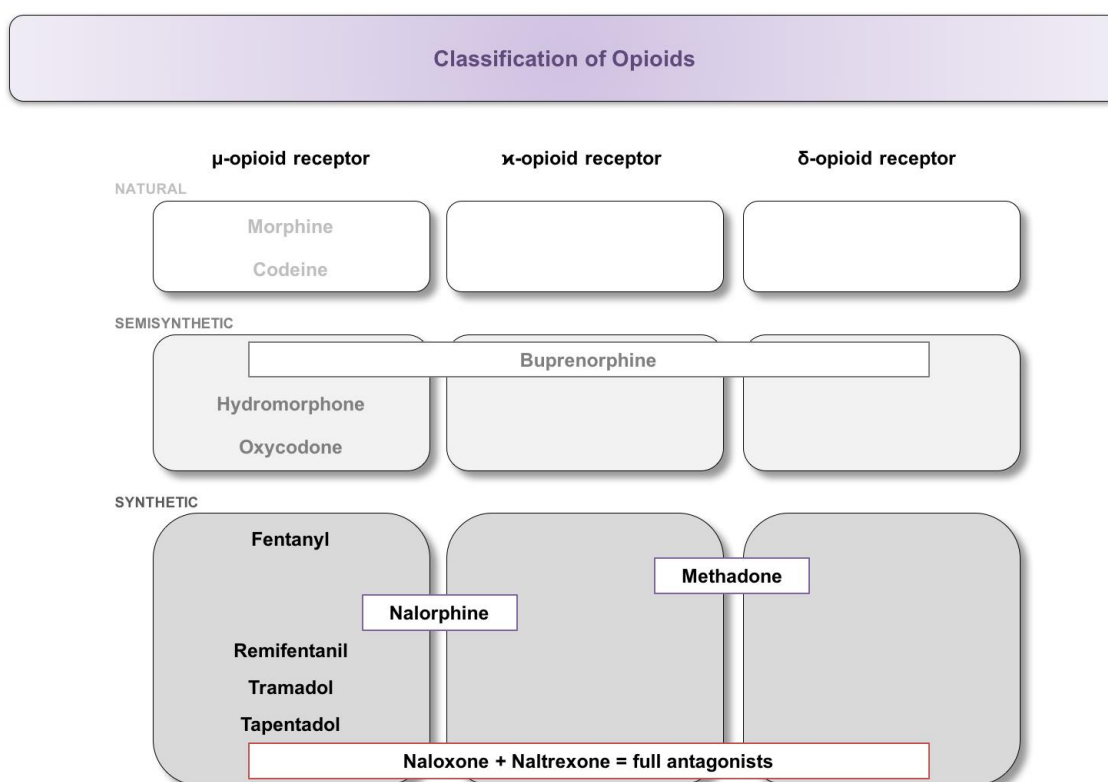 Classification of Opioids
μ-opioid receptor
ϰ-opioid receptor
δ-opioid receptor
NATURAL
Morphine
Codeine
SEMISYNTHETIC
Buprenorphine
Hydromorphone
Oxycodone
SYNTHETIC
Fentanyl
Methadone
Nalorphine
Remifentanil
Tramadol
Tapentadol
Naloxone + Naltrexone = full antagonists